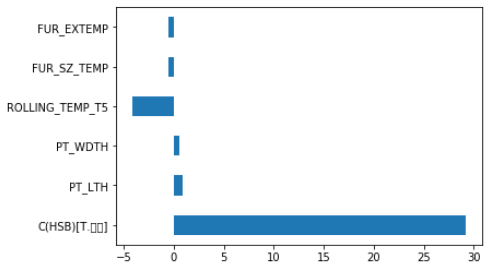 FUR_EXTEMP
FUR_SZ_TEMP
ROLLING_TEMP_T5
PT_WDTH
PT_LTH
C(HSB)[T.□□]
−5
0
5
10
15
20
25
30